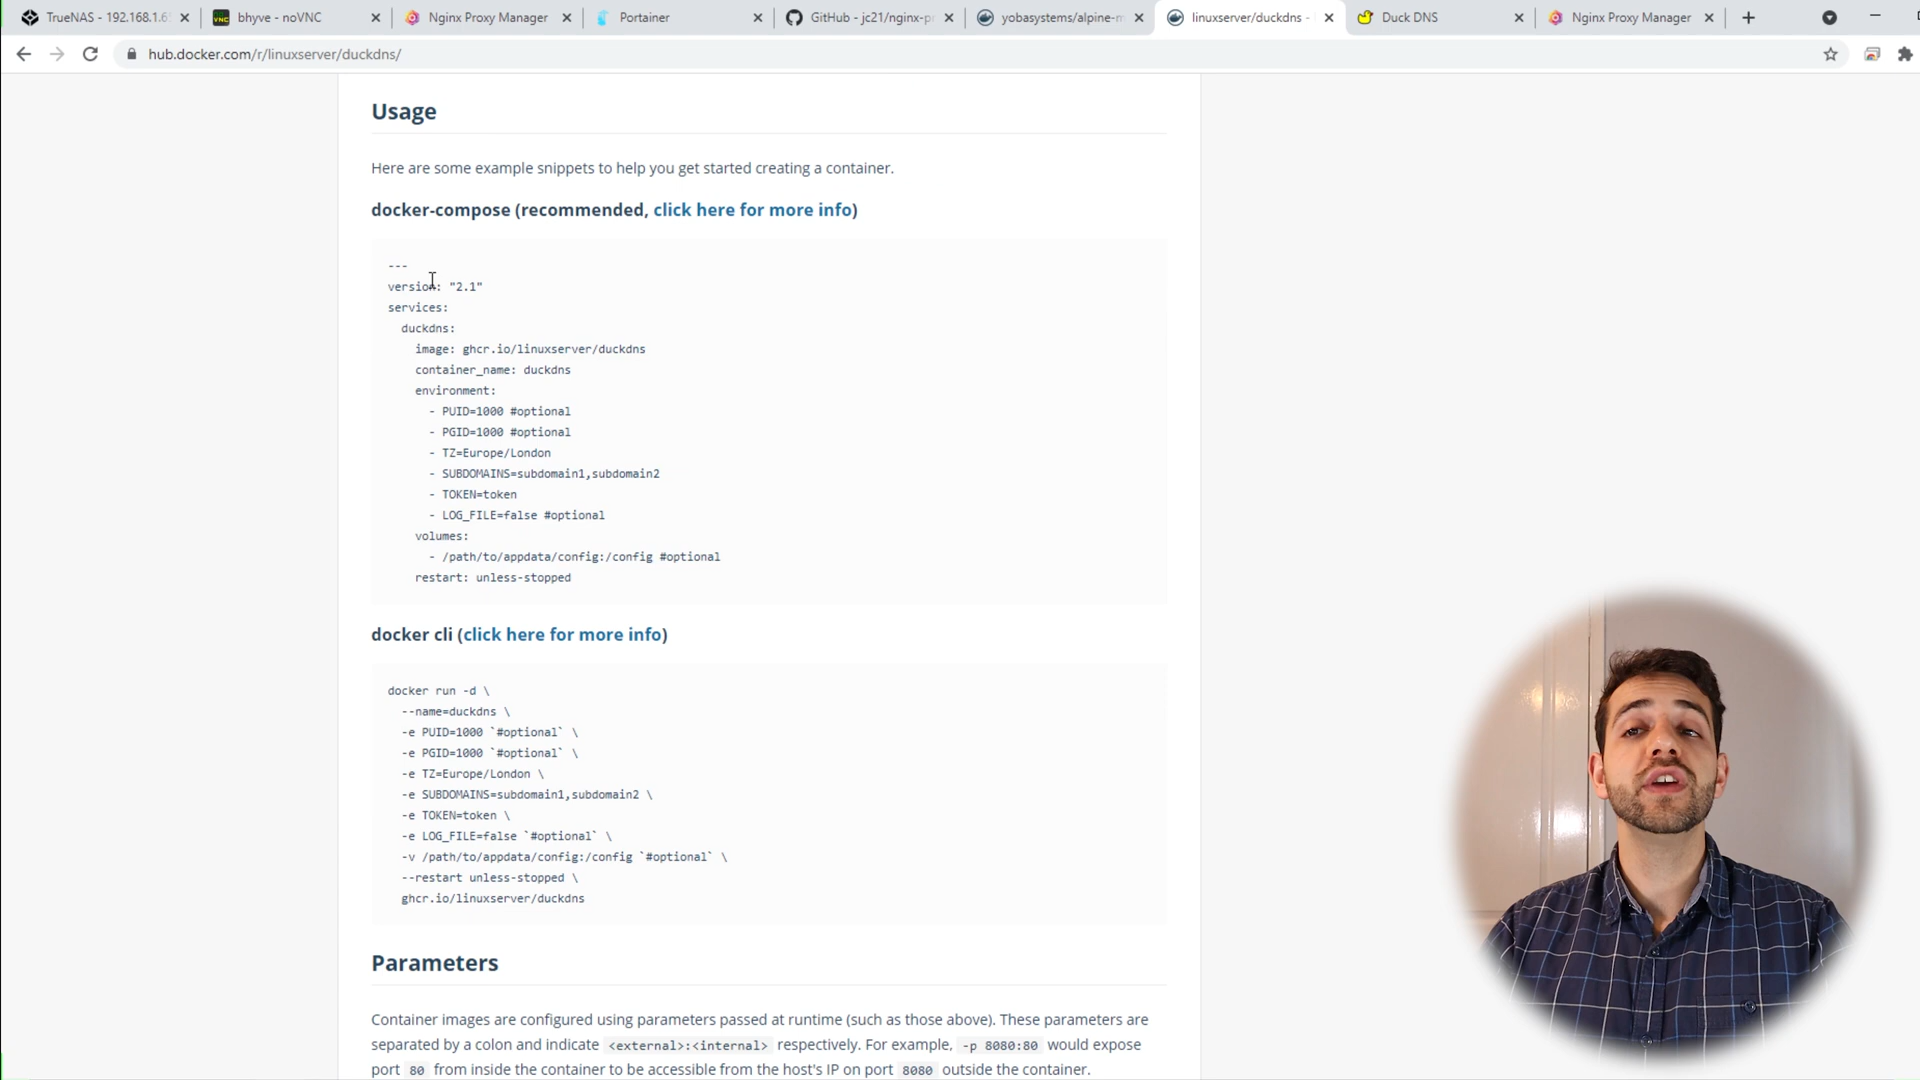 TrueNAS - 192.168.1.6
bhyve - noVNC
Nginx Proxy Manager
Portainer
GitHub - jc21/nginx-p
yobasystems/alpine-m
linuxserver/duckdns -
Duck DNS
Nginx Proxy Manager
hub.docker.com/r/linuxserver/duckdns/
Usage
Here are some example snippets to help you get started creating a container.
docker-compose (recommended, click here for more info)
---
version: "2.1"
services:
duckdns:
image: ghcr.io/linuxserver/duckdns
container_name: duckdns
environment:
- PUID=1000 #optional
- PGID=1000 #optional
- TZ=Europe/London
- SUBDOMAINS=subdomain1,subdomain2
- TOKEN=token
- LOG_FILE=false #optional
volumes:
- /path/to/appdata/config:/config #optional
restart: unless-stopped
docker cli (click here for more info)
docker run -d \
--name=duckdns \
-e PUID=1000 `#optional` \
-e PGID=1000 `#optional` \
-e TZ=Europe/London \
-e SUBDOMAINS=subdomain1,subdomain2 \
-e TOKEN=token \
-e LOG_FILE=false `#optional` \
-v /path/to/appdata/config:/config `#optional` \
--restart unless-stopped \
ghcr.io/linuxserver/duckdns
Parameters
Container images are configured using parameters passed at runtime (such as those above). These parameters are
separated by a colon and indicate <external>:<internal> respectively. For example, -p 8080:80 would expose
port 80 from inside the container to be accessible from the host's IP on port 8080 outside the container.